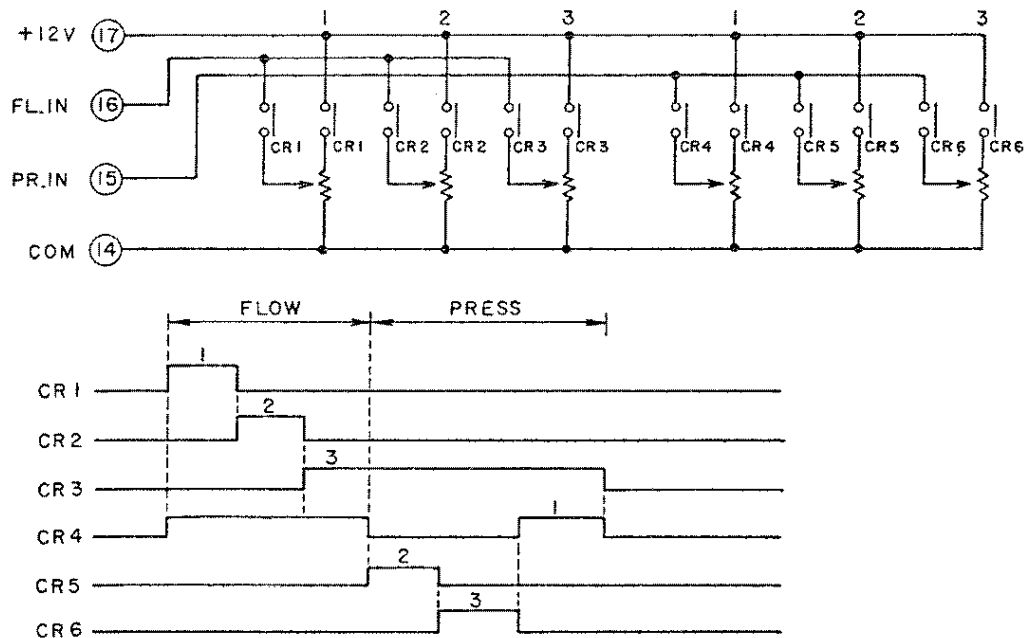 1 2 3 1 2 3
+12V 17
FL.IN 16
CR1 CR1 CR2 CR2 CR3 CR3 CR4 CR4 CR5 CR5 CR6 CR6
PR.IN 15
COM 14
FLOW PRESS
1
CR1
2
CR2
3
CR3
1
CR4
2
CR5
3
CR6